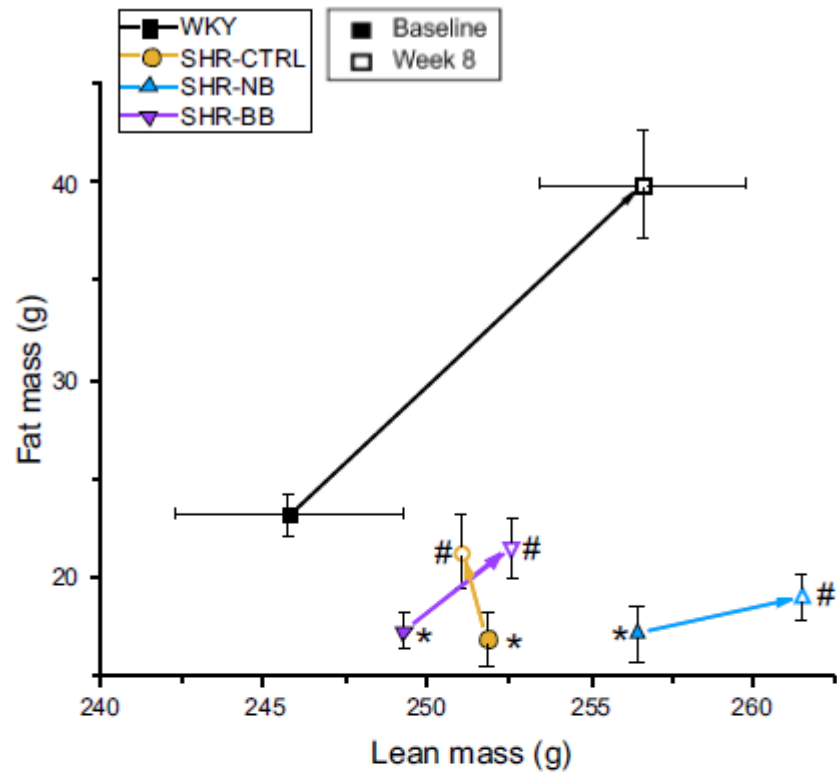 WKY
SHR-CTRL
SHR-NB
SHR-BB
Baseline
Week 8
40
30
20
Fat mass (g)
#
#
#
*
*
*
240
245
250
255
260
Lean mass (g)